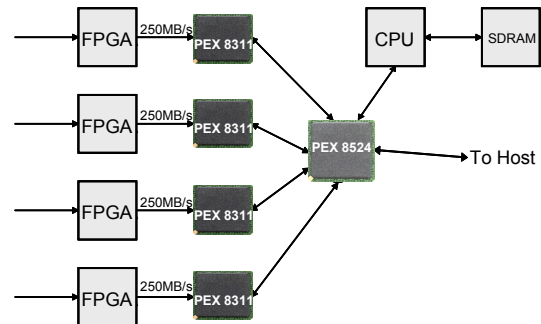 FPGA
250MB/s
PEX 8311
CPU
SDRAM
FPGA
250MB/s
PEX 8311
PEX 8524
To Host
FPGA
250MB/s
PEX 8311
FPGA
250MB/s
PEX 8311